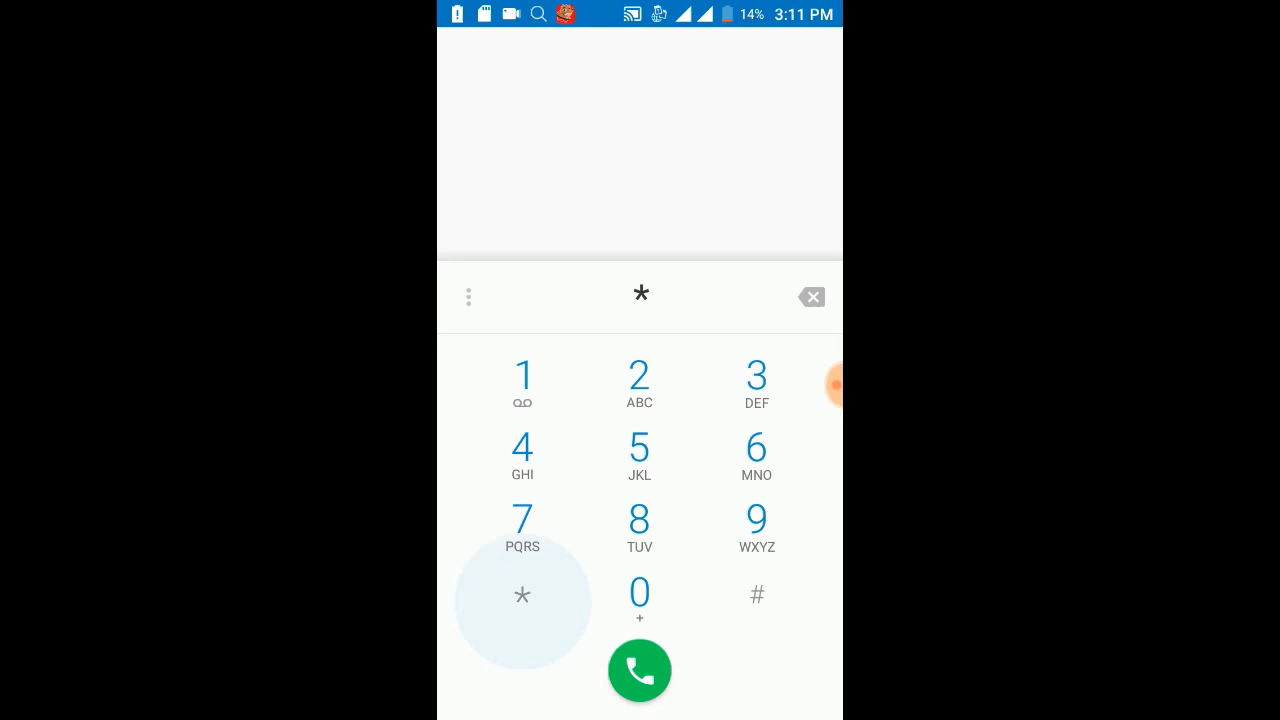 14% 3:11 PM
*
1 2 3
ABC DEF
4 5 6
GHI JKL MNO
7 8 9
PQRS TUV WXYZ
* 0 #
+